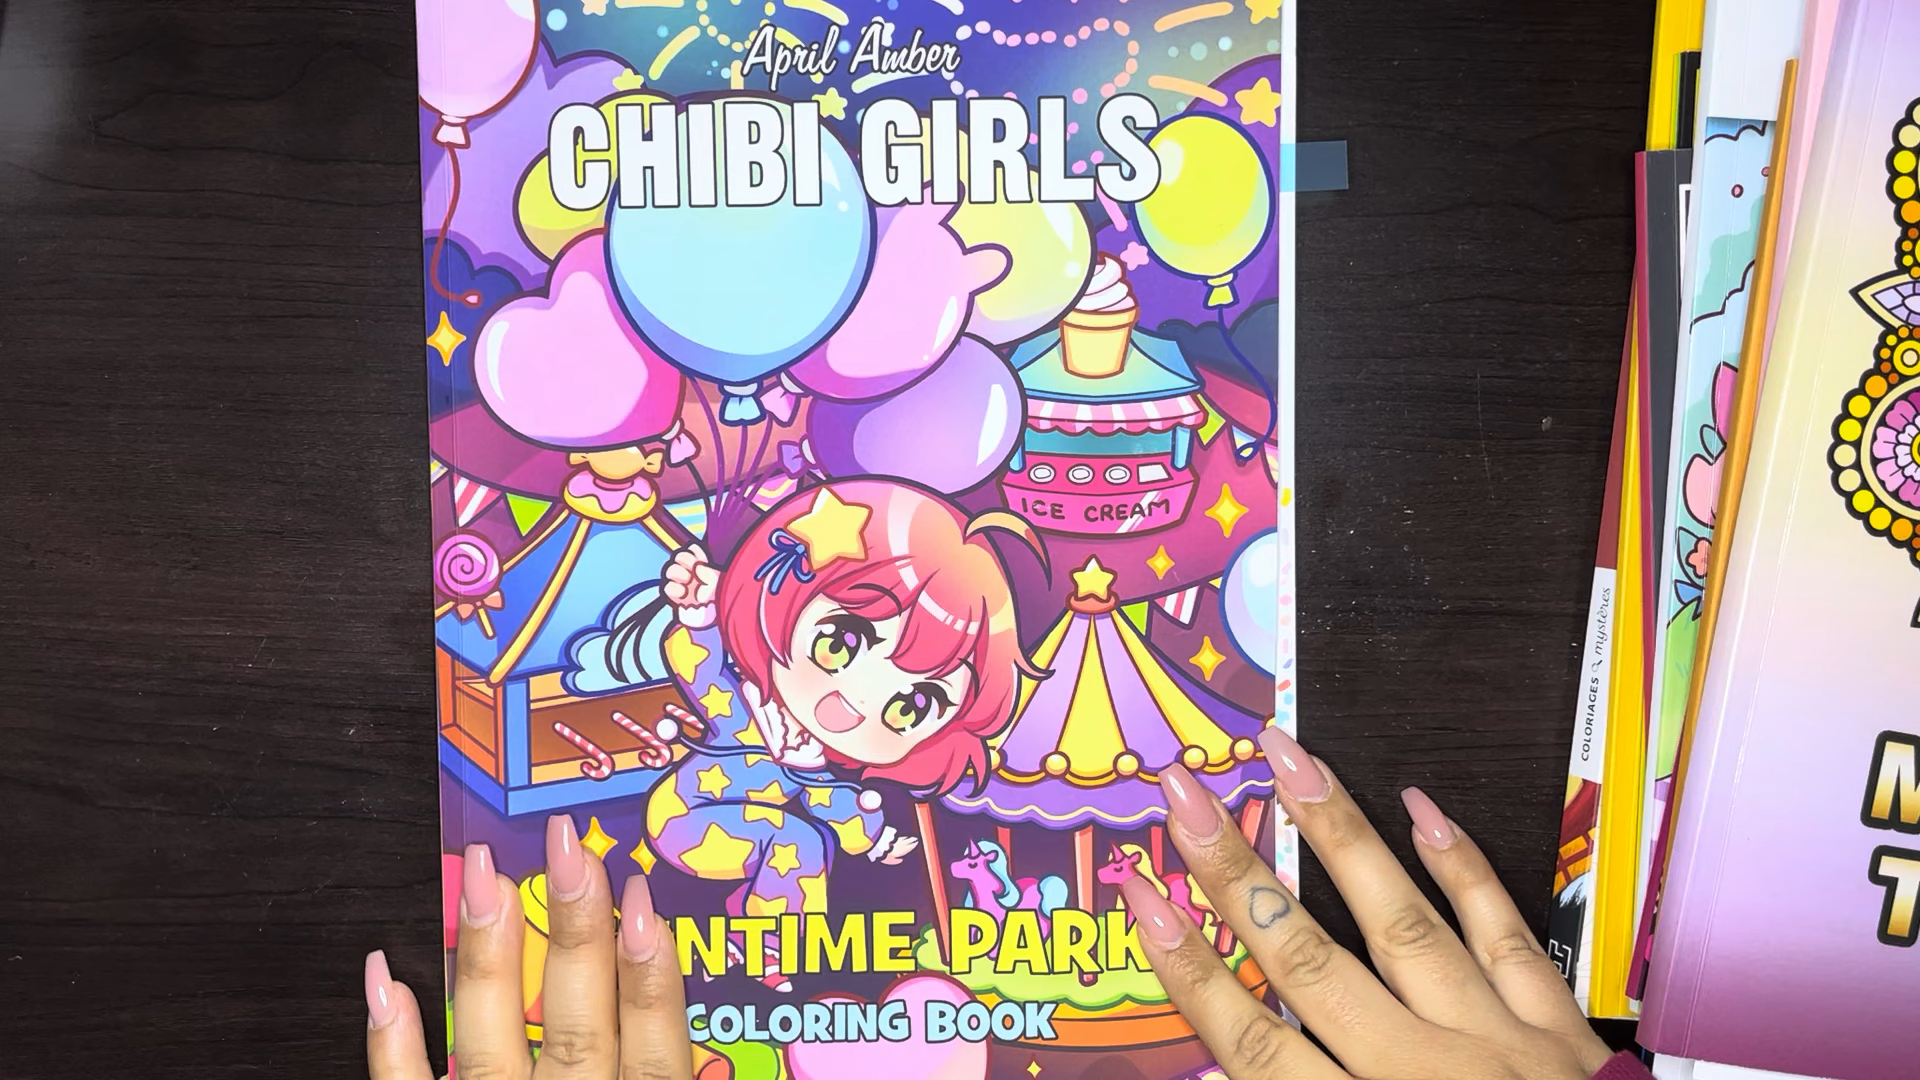 April Amber
CHIBI GIRLS
ICE CREAM
NTIME PARK
COLORING BOOK
COLORIAGES mystères
M
T
H